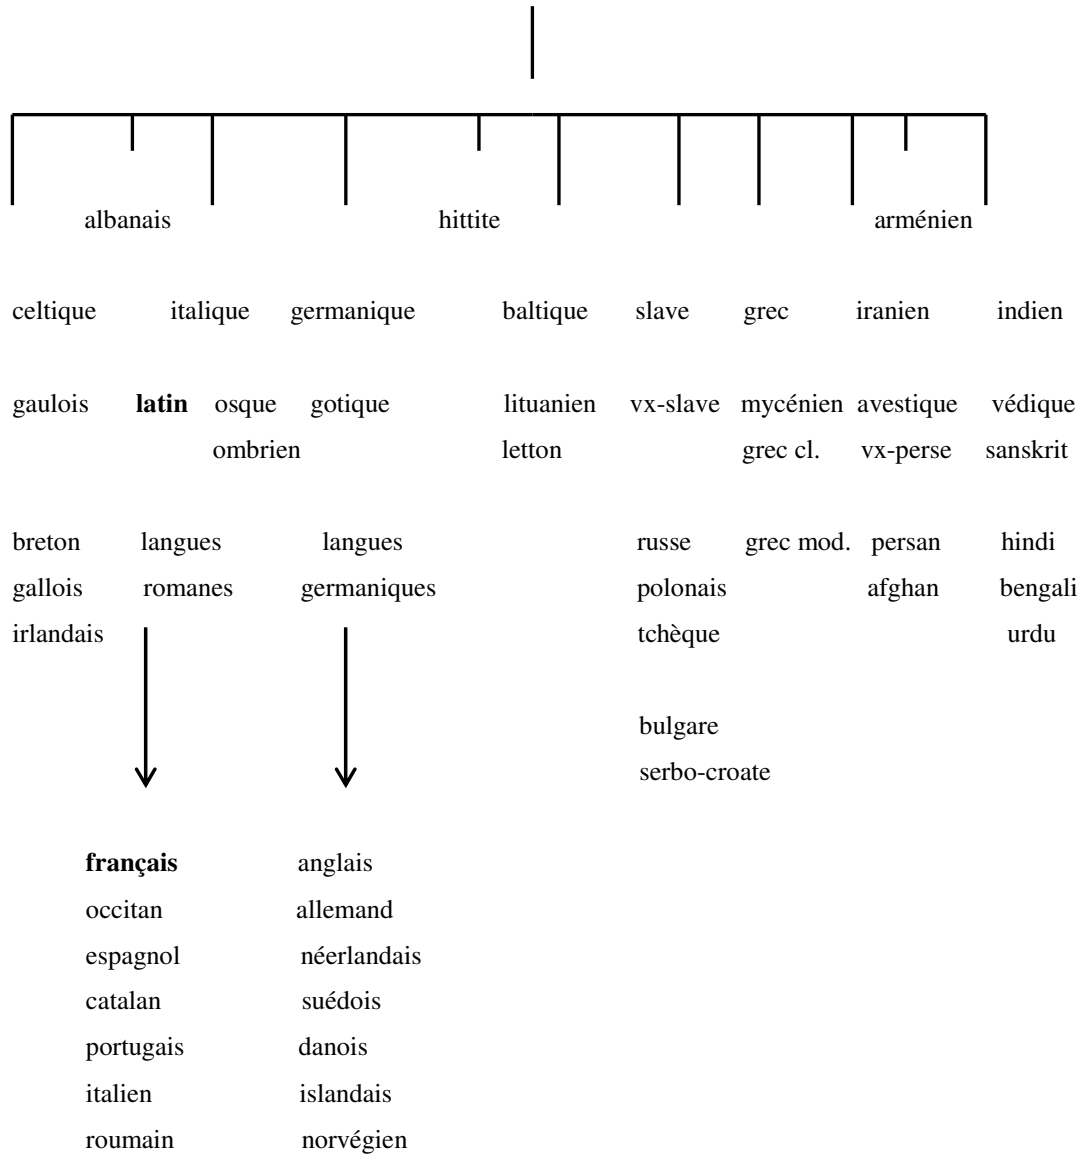 albanais hittite arménien
celtique italique germanique baltique slave grec iranien indien
gaulois latin osque gotique lituanien vx-slave mycénien avestique védique
ombrien letton grec cl. vx-perse sanskrit
breton langues langues russe grec mod. persan hindi
gallois romanes germaniques polonais afghan bengali
irlandais tchèque urdu
bulgare
serbo-croate
français anglais
occitan allemand
espagnol néerlandais
catalan suédois
portugais danois
italien islandais
roumain norvégien